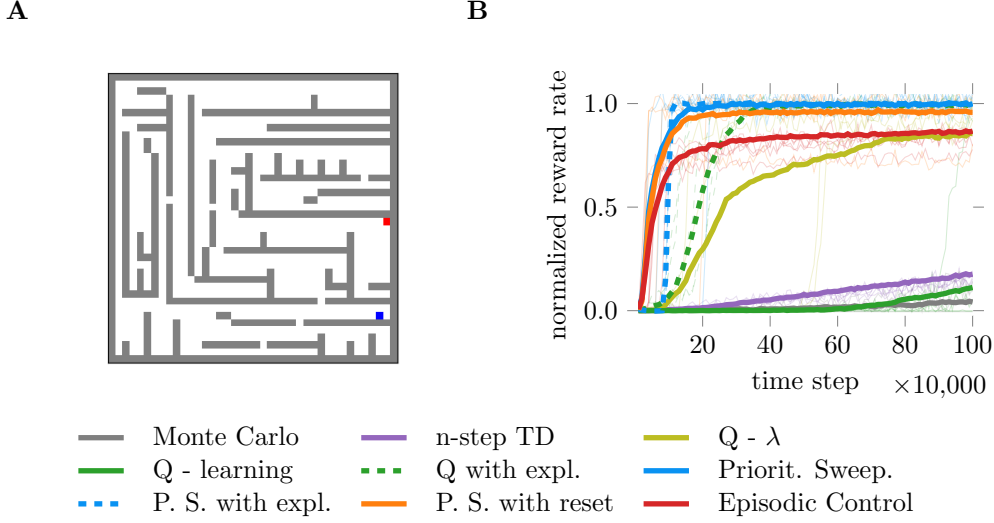 A
B
normalized reward rate
1.0
0.5
0.0
20 40 60 80 100
time step ×10,000
Monte Carlo n-step TD Q - λ
Q - learning Q with expl. Priorit. Sweep.
P. S. with expl. P. S. with reset Episodic Control